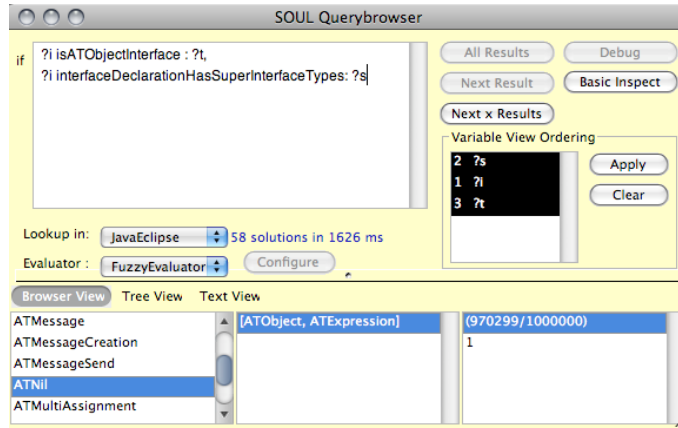 SOUL Querybrowser
if
?i isATObjectInterface : ?t,
?i interfaceDeclarationHasSuperInterfaceTypes: ?s
All Results
Debug
Next Result
Basic Inspect
Next x Results
Variable View Ordering
2 ?s
1 ?i
3 ?t
Apply
Clear
Lookup in: JavaEclipse 58 solutions in 1626 ms
Evaluator : FuzzyEvaluator Configure
Browser View Tree View Text View
ATMessage
ATMessageCreation
ATMessageSend
ATNil
ATMultiAssignment
[ATObject, ATExpression]
(970299/1000000)
1